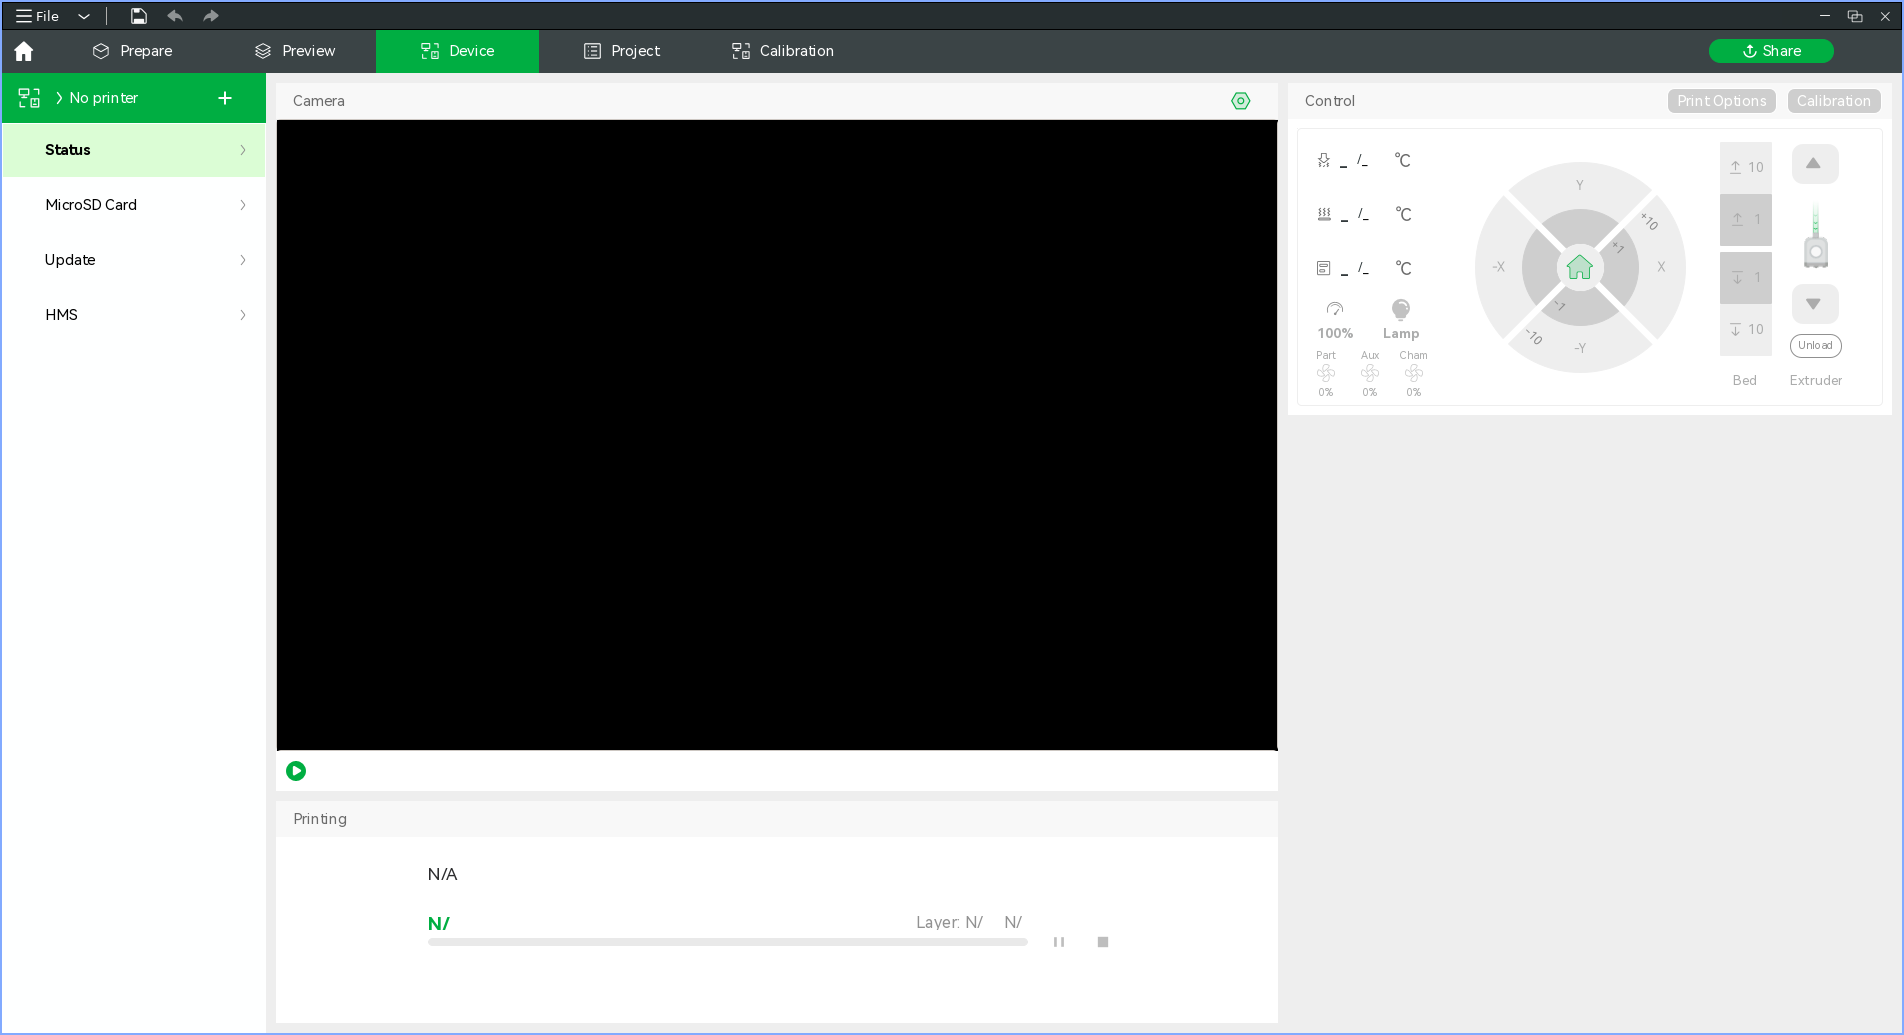 File
Prepare
Preview
Device
Project
Calibration
Share
No printer
Status
MicroSD Card
Update
HMS
Camera
Printing
N/A
N/
Layer: N/ N/
Control
Print Options
Calibration
_ /_ °C
_ /_ °C
_ /_ °C
100%
Lamp
Part Aux Cham
0% 0% 0%
Y
+10
+1
-X
X
-1
-10
-Y
10
1
1
10
Bed
Unload
Extruder